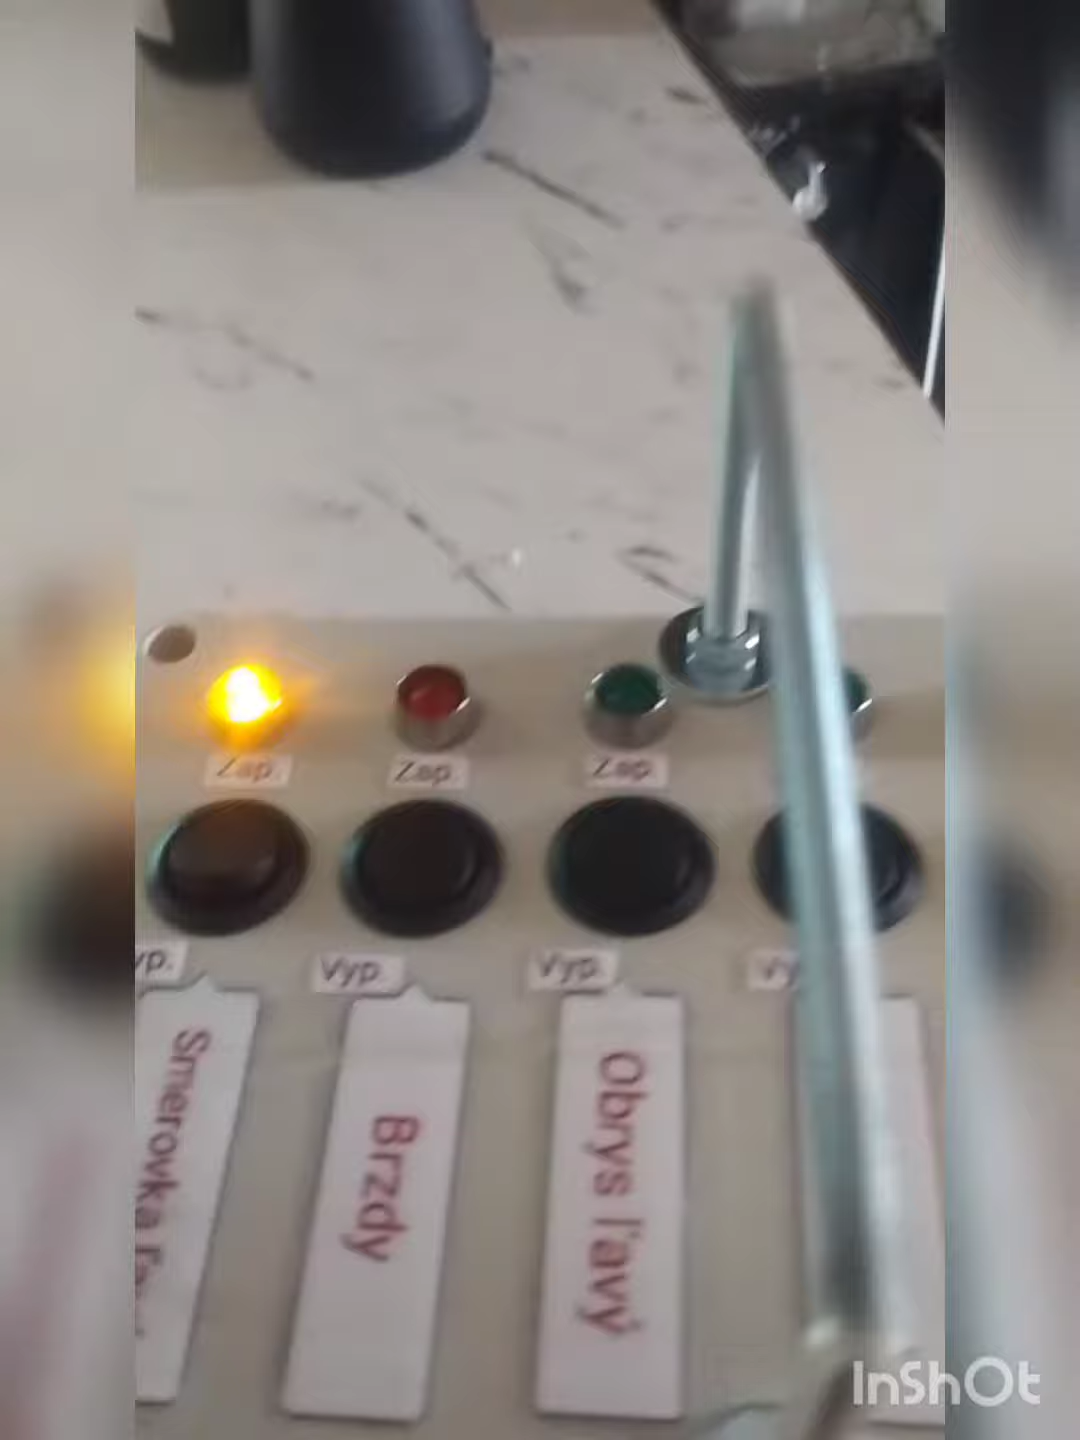 Zap.
Zap.
Zap.
Vyp.
Vyp.
Smerovka
Brzdy
Obrys ľavý
InShOt